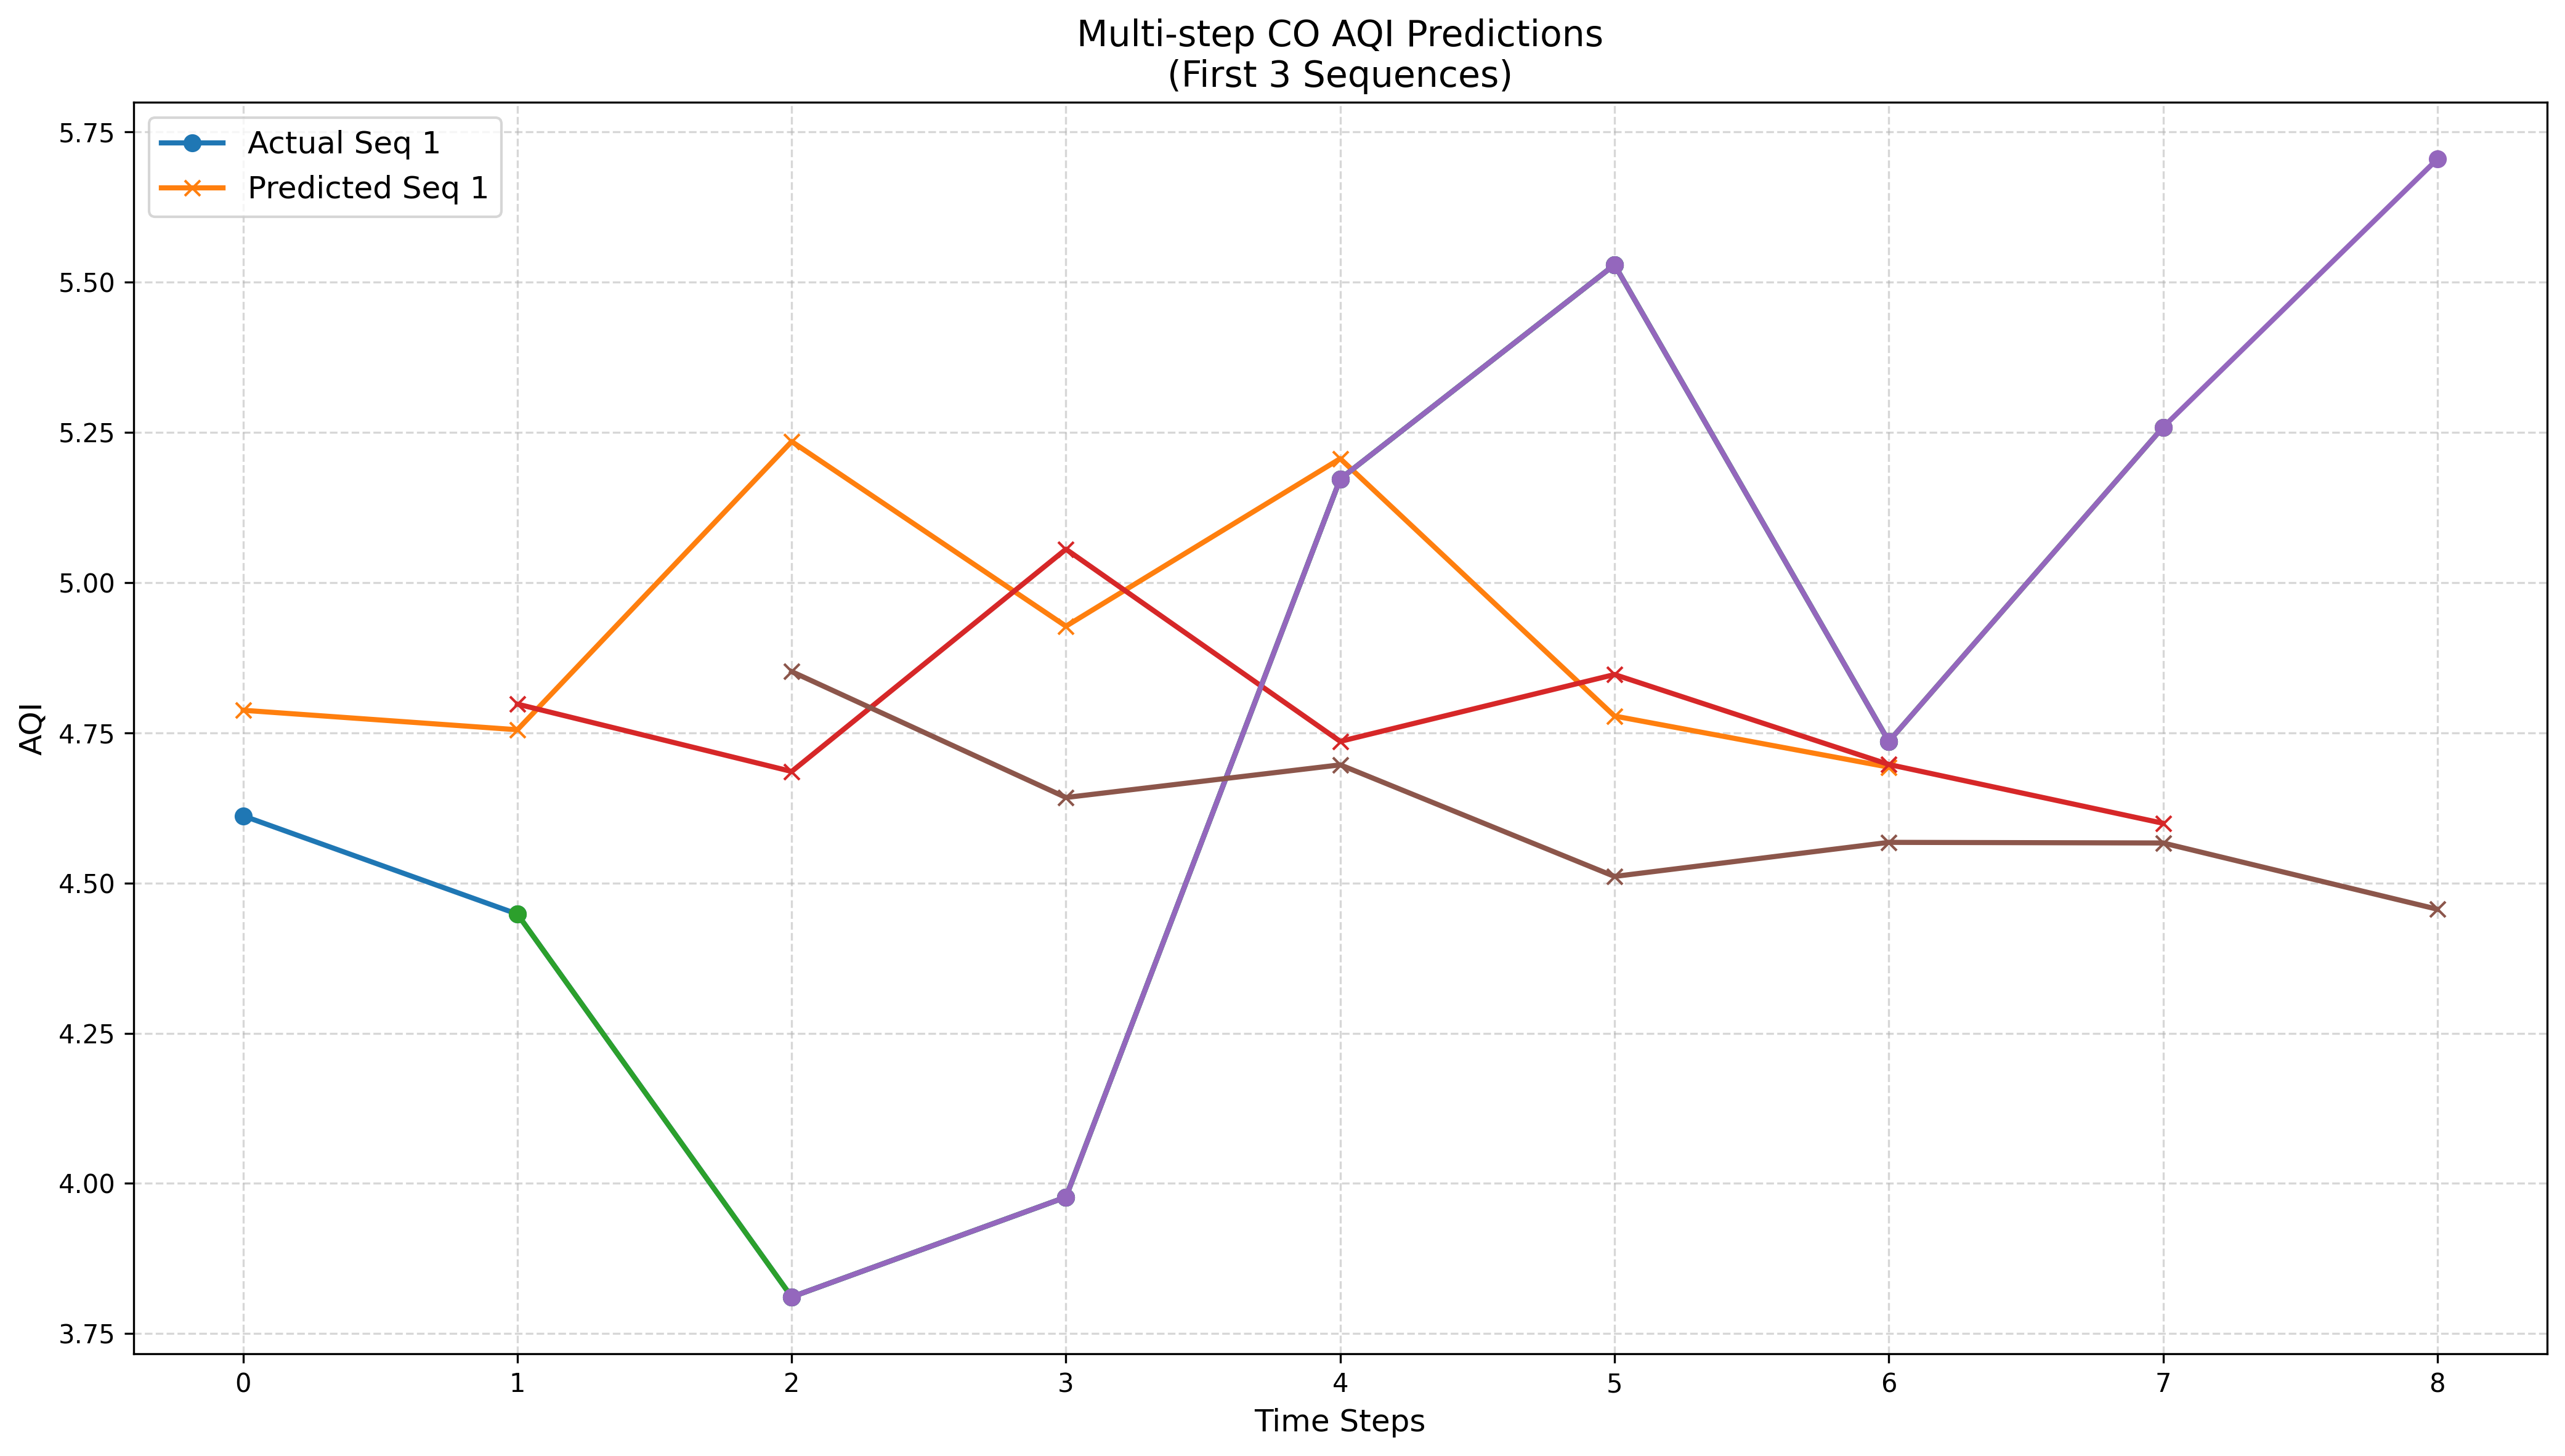 Multi-step CO AQI Predictions
(First 3 Sequences)
Actual Seq 1
Predicted Seq 1
5.75
5.50
5.25
5.00
4.75
4.50
4.25
4.00
3.75
AQI
0 1 2 3 4 5 6 7 8
Time Steps